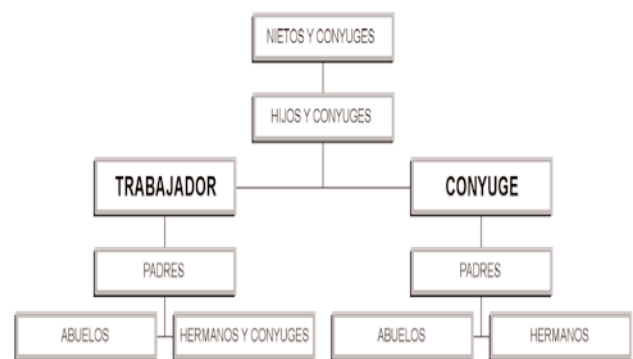 NIETOS Y CONYUGES
HIJOS Y CONYUGES
TRABAJADOR
CONYUGE
PADRES
PADRES
ABUELOS
HERMANOS Y CONYUGES
ABUELOS
HERMANOS